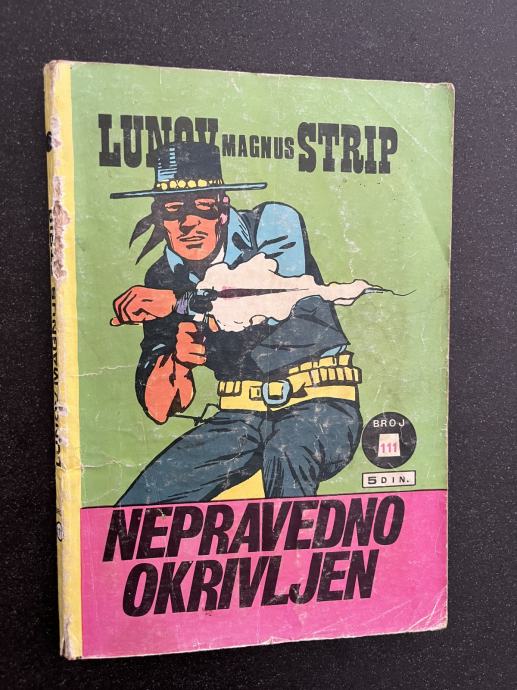 LUNOV MAGNUS STRIP
BROJ
111
5 DIN.
NEPRAVEDNO
OKRIVLJEN